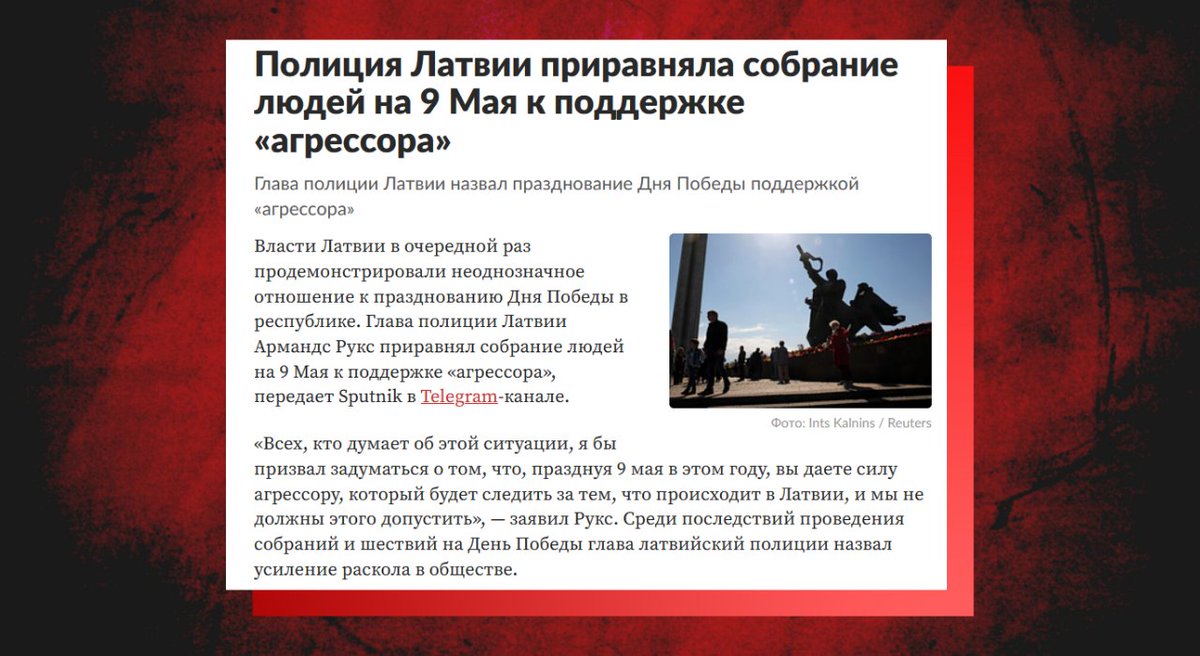 Полиция Латвии приравняла собрание
людей на 9 Мая к поддержке
«агрессора»
Глава полиции Латвии назвал празднование Дня Победы поддержкой
«агрессора»
Власти Латвии в очередной раз
продемонстрировали неоднозначное
отношение к празднованию Дня Победы в
республике. Глава полиции Латвии
Армандс Рукс приравнял собрание людей
на 9 Мая к поддержке «агрессора»,
передает Sputnik в Telegram-канале.
Фото: Ints Kalnins / Reuters
«Всех, кто думает об этой ситуации, я бы
призвал задуматься о том, что, празднуя 9 мая в этом году, вы даете силу
агрессору, который будет следить за тем, что происходит в Латвии, и мы не
должны этого допустить», — заявил Рукс. Среди последствий проведения
собраний и шествий на День Победы глава латвийский полиции назвал
усиление раскола в обществе.